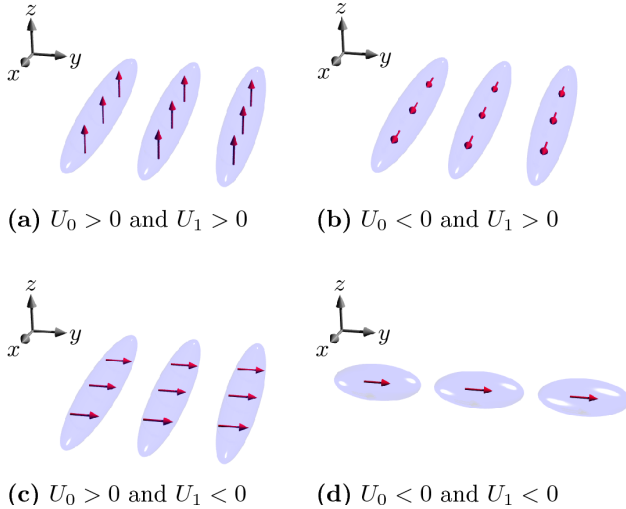 z
y
x
z
y
x
(a) U₀ > 0 and U₁ > 0
(b) U₀ < 0 and U₁ > 0
z
y
x
z
y
x
(c) U₀ > 0 and U₁ < 0
(d) U₀ < 0 and U₁ < 0